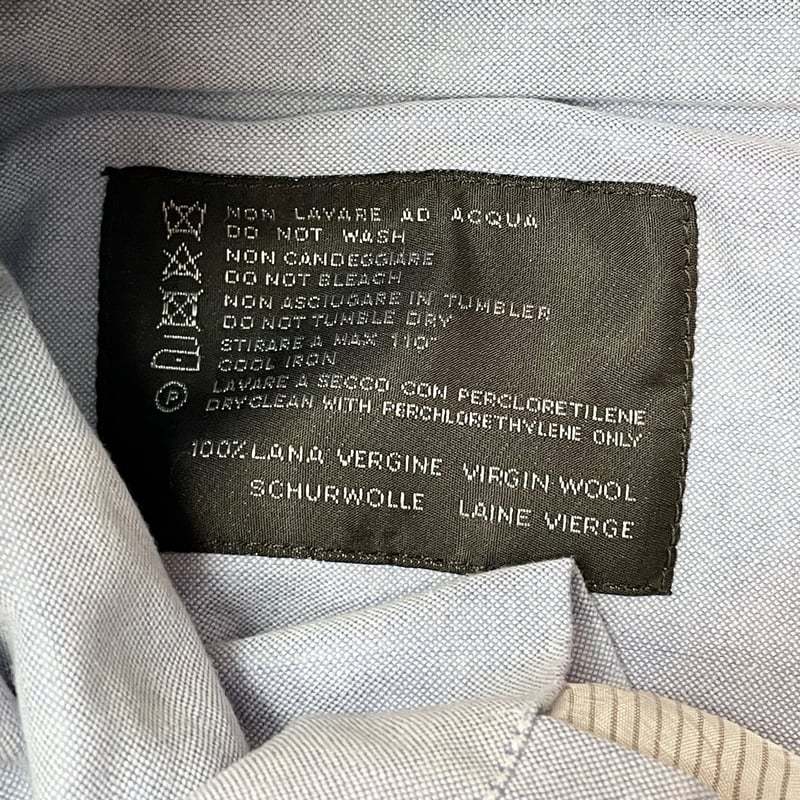 NON LAVARE AD ACQUA
DO NOT WASH
NON CANDEGGIARE
DO NOT BLEACH
NON ASCIUGARE IN TUMBLER
DO NOT TUMBLE DRY
STIRARE A MAX 110°
COOL IRON
P
LAVARE A SECCO CON PERCLORETILENE
DRYCLEAN WITH PERCHLORETHYLENE ONLY
100% LANA VERGINE VIRGIN WOOL
SCHURWOLLE LAINE VIERGE